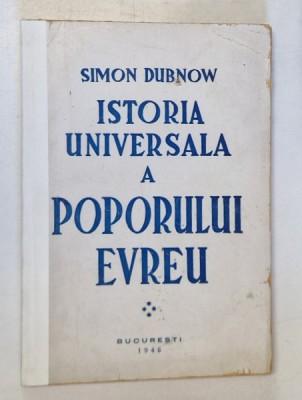 SIMON DUBNOW
ISTORIA
UNIVERSALA
A
POPORULUI
EVREU
BUCUREȘTI
1946